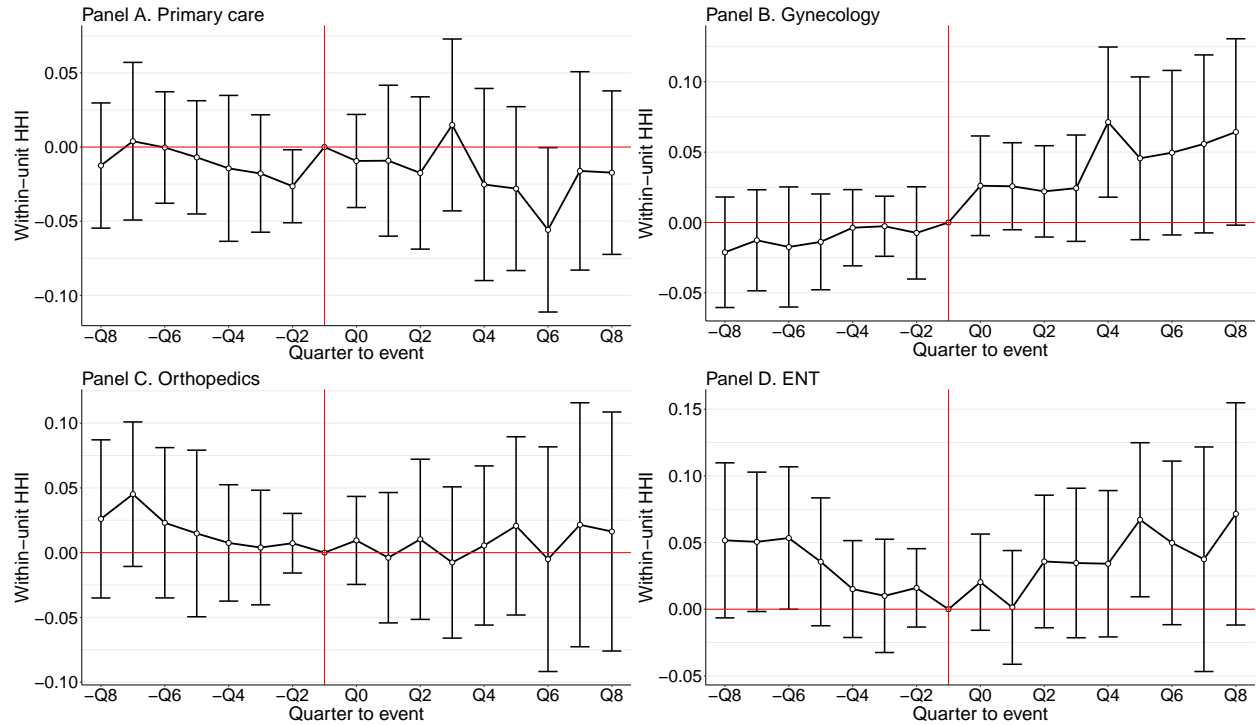 Panel A. Primary care
Within−unit HHI
0.05
0.00
−0.05
−0.10
−Q8 −Q6 −Q4 −Q2 Q0 Q2 Q4 Q6 Q8
Quarter to event
Panel B. Gynecology
Within−unit HHI
0.10
0.05
0.00
−0.05
−Q8 −Q6 −Q4 −Q2 Q0 Q2 Q4 Q6 Q8
Quarter to event
Panel C. Orthopedics
Within−unit HHI
0.10
0.05
0.00
−0.05
−0.10
−Q8 −Q6 −Q4 −Q2 Q0 Q2 Q4 Q6 Q8
Quarter to event
Panel D. ENT
Within−unit HHI
0.15
0.10
0.05
0.00
−0.05
−Q8 −Q6 −Q4 −Q2 Q0 Q2 Q4 Q6 Q8
Quarter to event